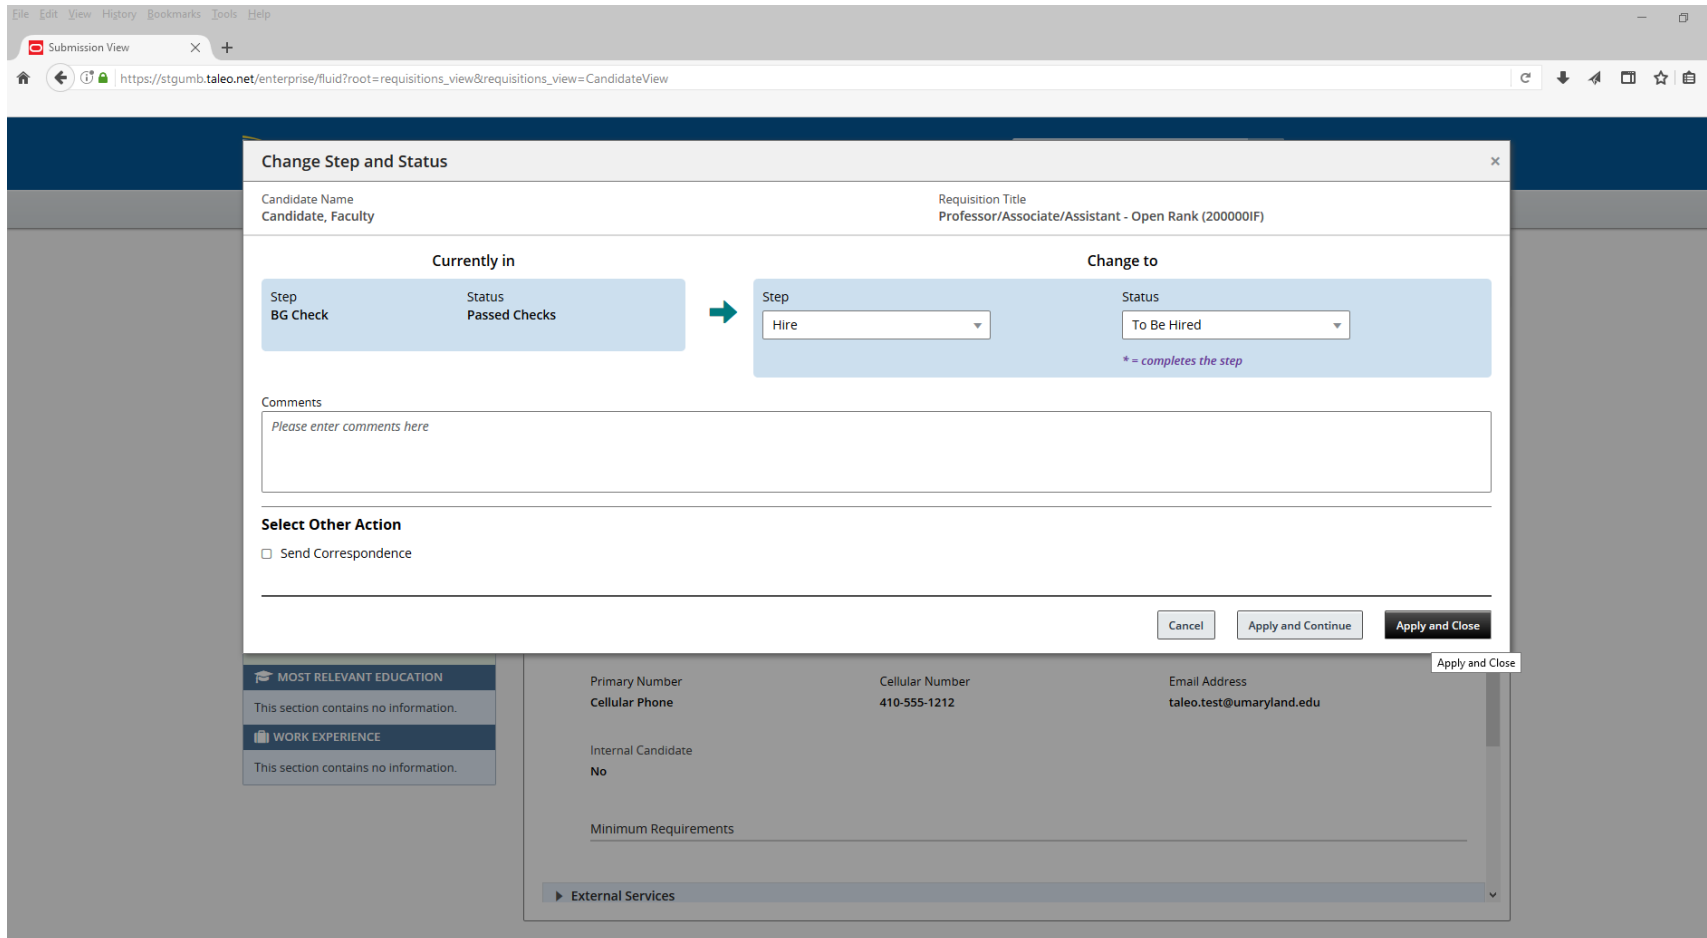 File Edit View History Bookmarks Tools Help
Submission View
https://stgumb.taleo.net/enterprise/fluid?root=requisitions_view&requisitions_view=CandidateView
Change Step and Status
Candidate Name
Candidate, Faculty
Requisition Title
Professor/Associate/Assistant - Open Rank (200000IF)
Currently in
Change to
Step
BG Check
Status
Passed Checks
Step
Hire
Status
To Be Hired
* = completes the step
Comments
Please enter comments here
Select Other Action
Send Correspondence
Cancel
Apply and Continue
Apply and Close
Apply and Close
MOST RELEVANT EDUCATION
This section contains no information.
WORK EXPERIENCE
This section contains no information.
Primary Number
Cellular Phone
Cellular Number
410-555-1212
Email Address
taleo.test@umaryland.edu
Internal Candidate
No
Minimum Requirements
External Services